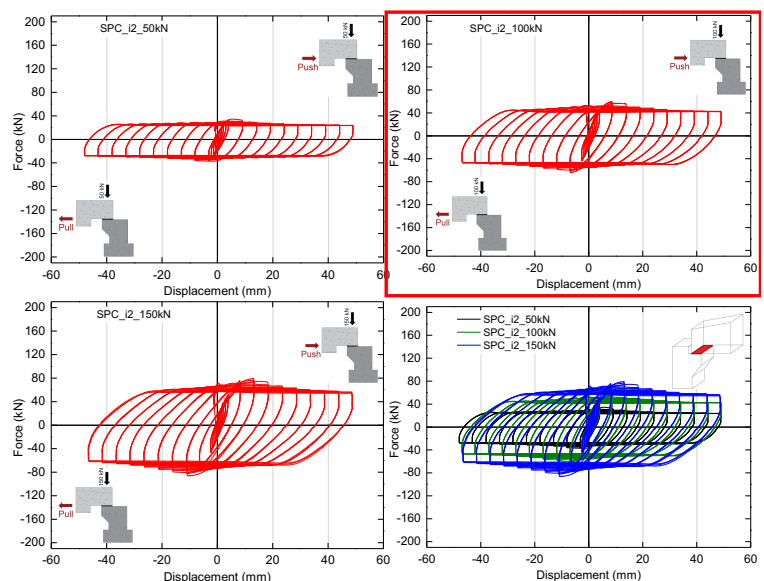 SPC_i2_50kN
50 kN
Push
50 kN
Pull
Force (kN)
200
160
120
80
40
0
-40
-80
-120
-160
-200
-60 -40 -20 0 20 40 60
Displacement (mm)
SPC_i2_100kN
100 kN
Push
100 kN
Pull
Force (kN)
200
160
120
80
40
0
-40
-80
-120
-160
-200
-60 -40 -20 0 20 40 60
Displacement (mm)
SPC_i2_150kN
150 kN
Push
150 kN
Pull
Force (kN)
200
160
120
80
40
0
-40
-80
-120
-160
-200
-60 -40 -20 0 20 40 60
Displacement (mm)
SPC_i2_50kN
SPC_i2_100kN
SPC_i2_150kN
Force (kN)
200
160
120
80
40
0
-40
-80
-120
-160
-200
-60 -40 -20 0 20 40 60
Displacement (mm)